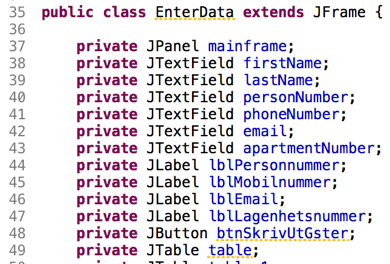 35 public class EnterData extends JFrame {
36
37 private JPanel mainframe;
38 private JTextField firstName;
39 private JTextField lastName;
40 private JTextField personNumber;
41 private JTextField phoneNumber;
42 private JTextField email;
43 private JTextField apartmentNumber;
44 private JLabel lblPersonnummer;
45 private JLabel lblMobilnummer;
46 private JLabel lblEmail;
47 private JLabel lblLagenhetsnummer;
48 private JButton btnSkrivUtGster;
49 private JTable table;